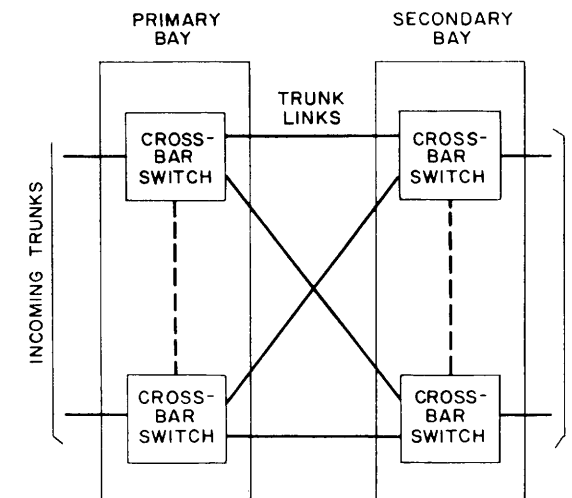 PRIMARY
BAY
SECONDARY
BAY
TRUNK
LINKS
CROSS-
BAR
SWITCH
CROSS-
BAR
SWITCH
INCOMING TRUNKS
CROSS-
BAR
SWITCH
CROSS-
BAR
SWITCH